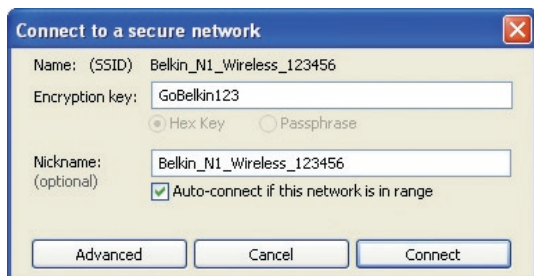 Connect to a secure network
Name: (SSID) Belkin_N1_Wireless_123456
Encryption key: GoBelkin123
Hex Key Passphrase
Nickname: Belkin_N1_Wireless_123456
(optional)
Auto-connect if this network is in range
Advanced Cancel Connect